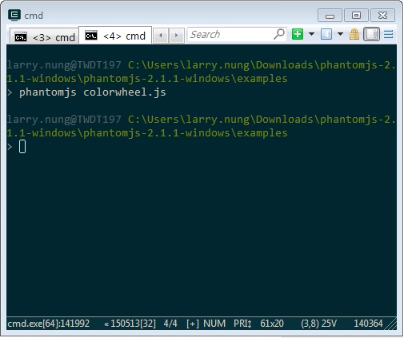 cmd
<3> cmd
<4> cmd
Search
larry.nung@TWDT197 C:\Users\larry.nung\Downloads\phantomjs-2.
1.1-windows\phantomjs-2.1.1-windows\examples
> phantomjs colorwheel.js
larry.nung@TWDT197 C:\Users\larry.nung\Downloads\phantomjs-2.
1.1-windows\phantomjs-2.1.1-windows\examples
>
cmd.exe[64]:141992 «150513[32] 4/4 [+] NUM PRI↕ 61x20 (3,8) 25V 140364